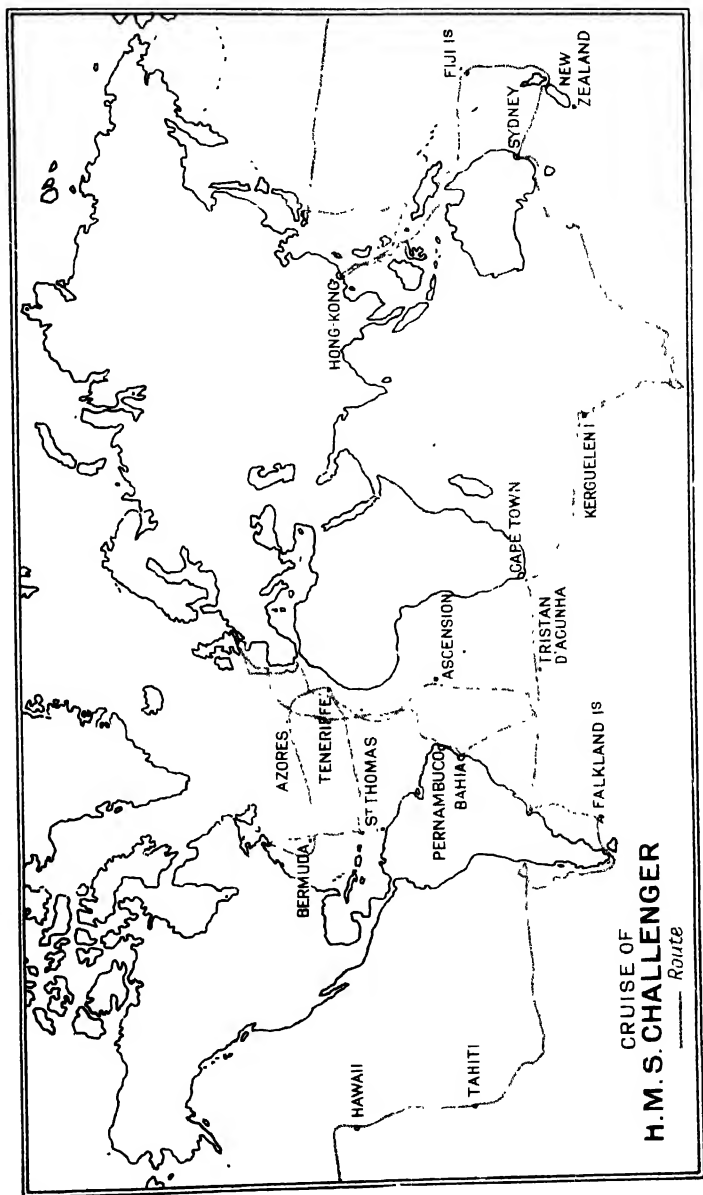 AZORES
BERMUDA
TENERIFFE
ST THOMAS
HAWAII
TAHITI
PERNAMBUCO
BAHIA
ASCENSION
CAPE TOWN
TRISTAN
D'ACUNHA
FALKLAND IS
KERGUELEN I
HONG-KONG
FIJI IS
SYDNEY
NEW
ZEALAND
CRUISE OF
H.M.S. CHALLENGER
Route